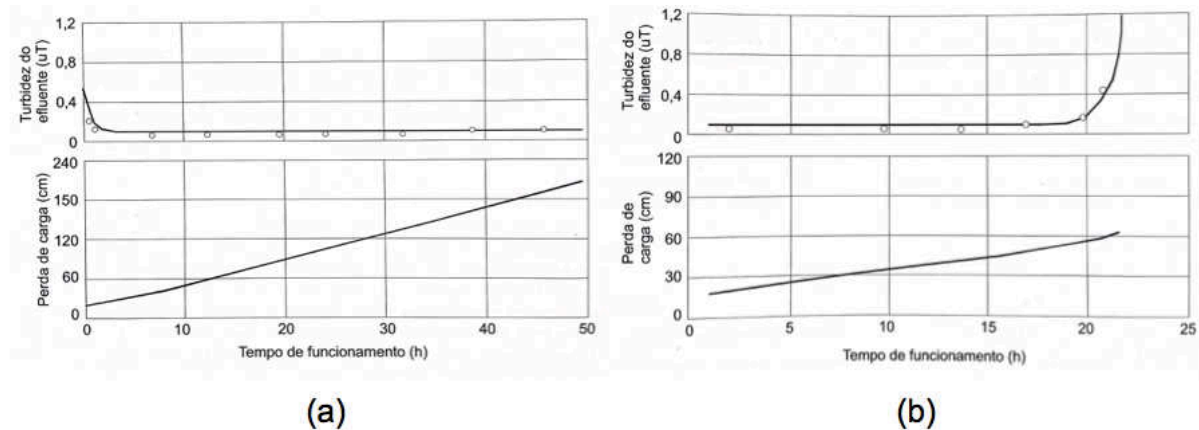 Turbidez do
efluente (uT)
1,2
0,8
0,4
0
Perda de carga (cm)
240
150
120
60
0
0
10
20
30
40
50
Tempo de funcionamento (h)
(a)
Turbidez do
efluente (uT)
1,2
0,8
0,4
0
Perda de
carga (cm)
120
90
60
30
0
0
5
10
15
20
25
Tempo de funcionamento (h)
(b)